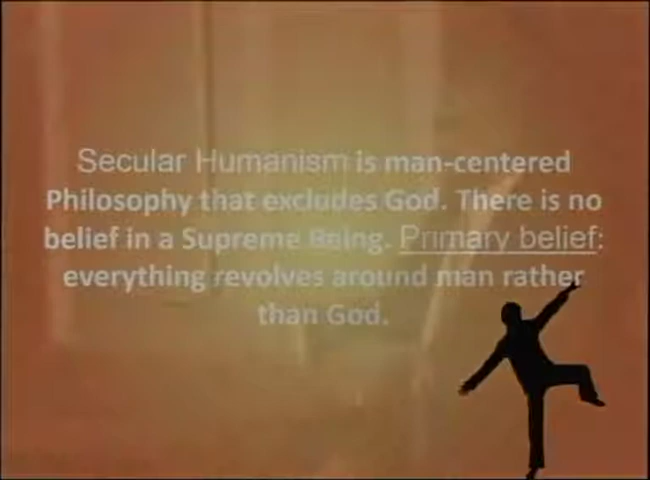 Secular Humanism is man-centered
Philosophy that excludes God. There is no
belief in a Supreme Being. Primary belief:
everything revolves around man rather
than God.